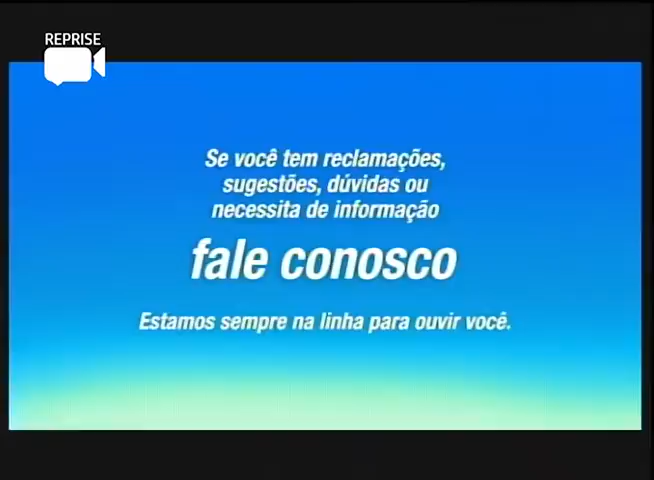 REPRISE
Se você tem reclamações,
sugestões, dúvidas ou
necessita de informação
fale conosco
Estamos sempre na linha para ouvir você.